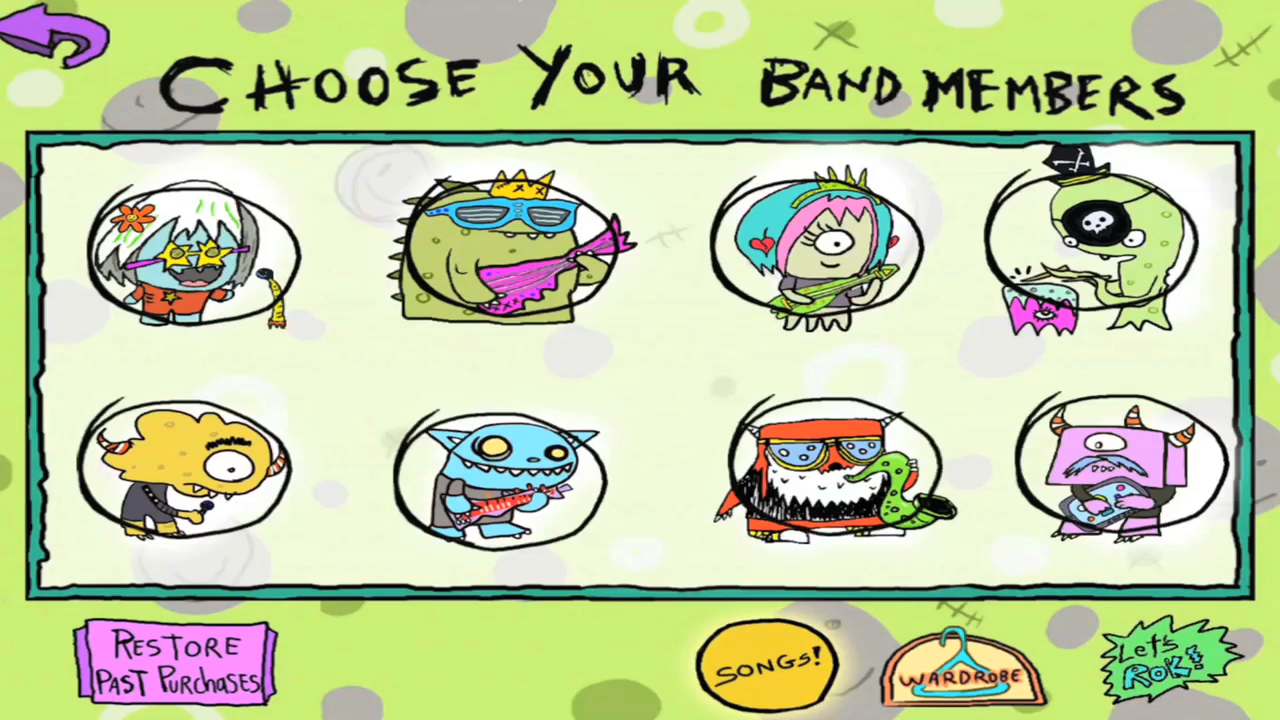 CHOOSE YOUR BAND MEMBERS
RESTORE
PAST PURCHASES
SONGS!
WARDROBE
LET'S
ROK!